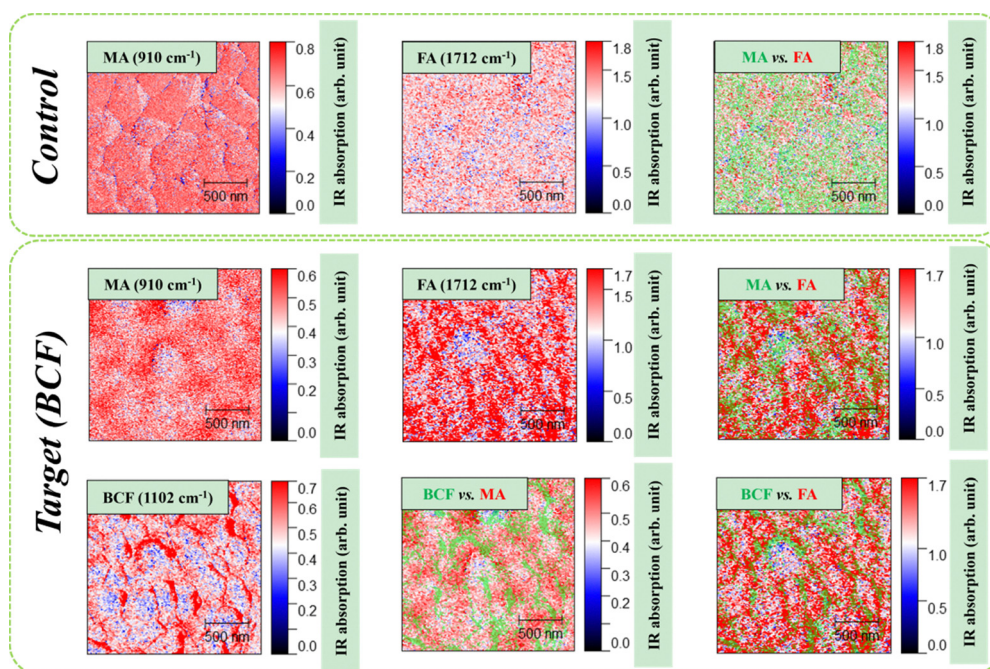 Control
MA (910 cm⁻¹)
0.8
0.6
0.4
0.2
0.0
IR absorption (arb. unit)
500 nm
FA (1712 cm⁻¹)
1.8
1.5
1.0
0.5
0.0
IR absorption (arb. unit)
500 nm
MA vs. FA
1.8
1.5
1.0
0.5
0.0
IR absorption (arb. unit)
500 nm
Target (BCF)
MA (910 cm⁻¹)
0.6
0.5
0.4
0.3
0.2
0.0
IR absorption (arb. unit)
500 nm
FA (1712 cm⁻¹)
1.7
1.5
1.0
0.5
0.0
IR absorption (arb. unit)
500 nm
MA vs. FA
1.7
1.0
0.5
0.0
IR absorption (arb. unit)
500 nm
BCF (1102 cm⁻¹)
0.7
0.6
0.5
0.4
0.3
0.2
0.0
IR absorption (arb. unit)
500 nm
BCF vs. MA
0.6
0.5
0.4
0.3
0.2
0.0
IR absorption (arb. unit)
500 nm
BCF vs. FA
1.7
1.0
0.5
0.0
IR absorption (arb. unit)
500 nm